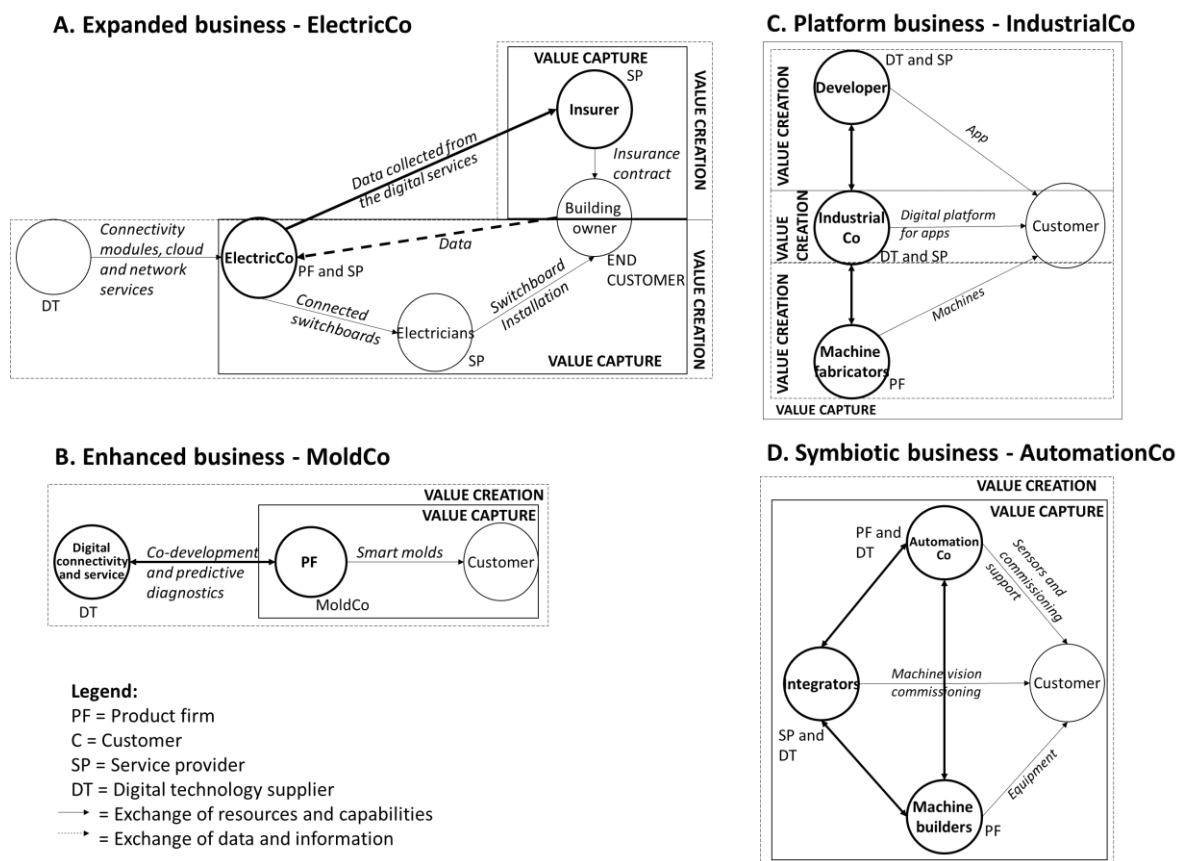 A. Expanded business - ElectricCo
VALUE CAPTURE
SP
Insurer
VALUE CREATION
Data collected from
the digital services
Insurance
contract
Building
owner
END
CUSTOMER
Connectivity
modules, cloud
and network
services
DT
ElectricCo
PF and SP
Data
Connected
switchboards
Electricians
SP
Switchboard
Installation
VALUE CREATION
VALUE CAPTURE
B. Enhanced business - MoldCo
VALUE CREATION
VALUE CAPTURE
Digital
connectivity
and service
DT
Co-development
and predictive
diagnostics
PF
MoldCo
Smart molds
Customer
Legend:
PF = Product firm
C = Customer
SP = Service provider
DT = Digital technology supplier
= Exchange of resources and capabilities
= Exchange of data and information
C. Platform business - IndustrialCo
VALUE CREATION
DT and SP
Developer
App
VALUE
CREATION
Industrial
Co
DT and SP
Digital platform
for apps
Customer
VALUE CREATION
Machines
Machine
fabricators
PF
VALUE CAPTURE
D. Symbiotic business - AutomationCo
VALUE CREATION
VALUE CAPTURE
PF and
DT
Automation
Co
Sensors and
commissioning
support
Integrators
SP and
DT
Machine vision
commissioning
Customer
Equipment
Machine
builders
PF